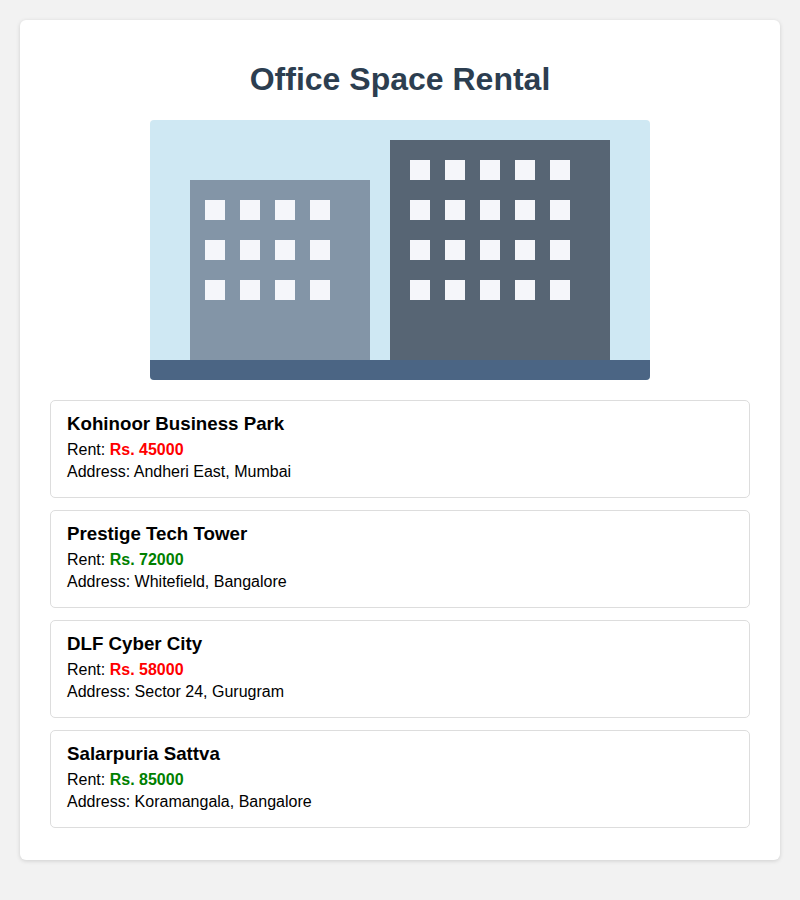 Office Space Rental
Kohinoor Business Park
Rent: Rs. 45000
Address: Andheri East, Mumbai
Prestige Tech Tower
Rent: Rs. 72000
Address: Whitefield, Bangalore
DLF Cyber City
Rent: Rs. 58000
Address: Sector 24, Gurugram
Salarpuria Sattva
Rent: Rs. 85000
Address: Koramangala, Bangalore